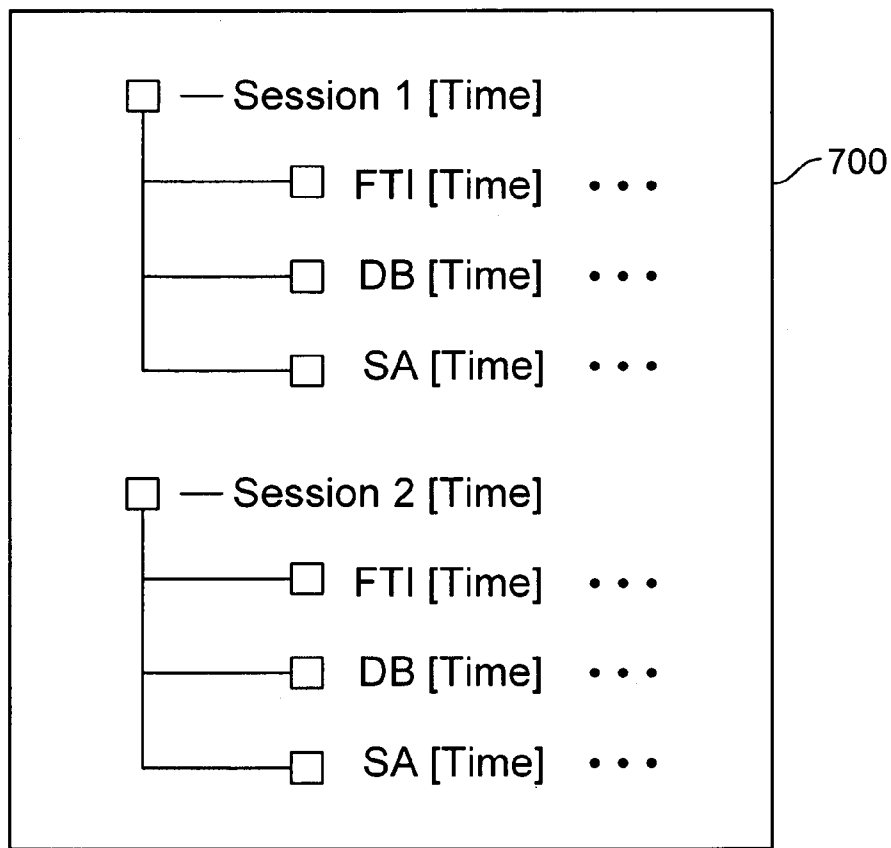 Session 1 [Time]
FTI [Time] •••
700
DB [Time] •••
SA [Time] •••
Session 2 [Time]
FTI [Time] •••
DB [Time] •••
SA [Time] •••